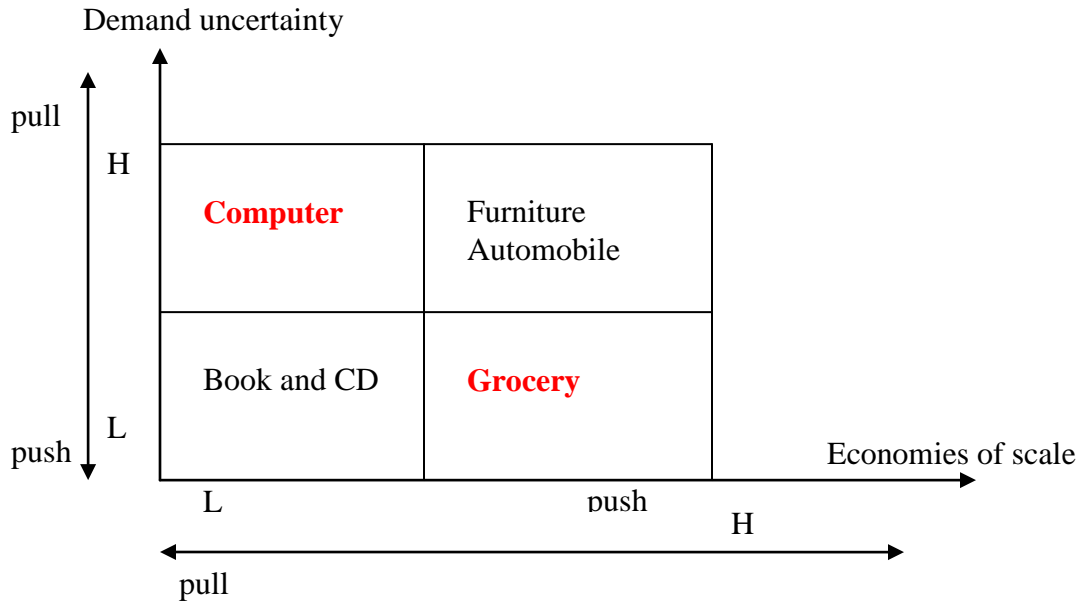 Demand uncertainty
pull
H
Computer
Furniture
Automobile
Book and CD
Grocery
L
push
Economies of scale
L
push
H
pull